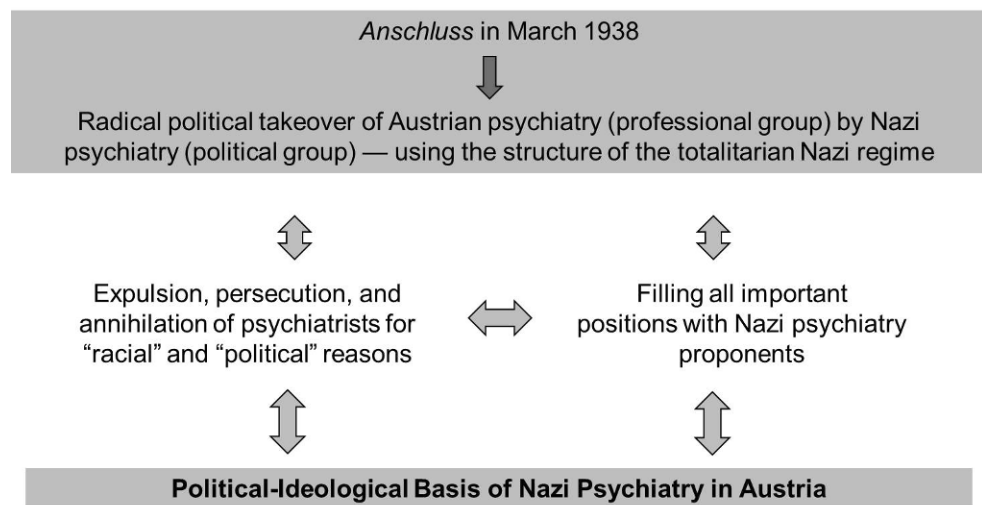 Anschluss in March 1938
Radical political takeover of Austrian psychiatry (professional group) by Nazi
psychiatry (political group) — using the structure of the totalitarian Nazi regime
Expulsion, persecution, and
annihilation of psychiatrists for
“racial” and “political” reasons
Filling all important
positions with Nazi psychiatry
proponents
Political-Ideological Basis of Nazi Psychiatry in Austria